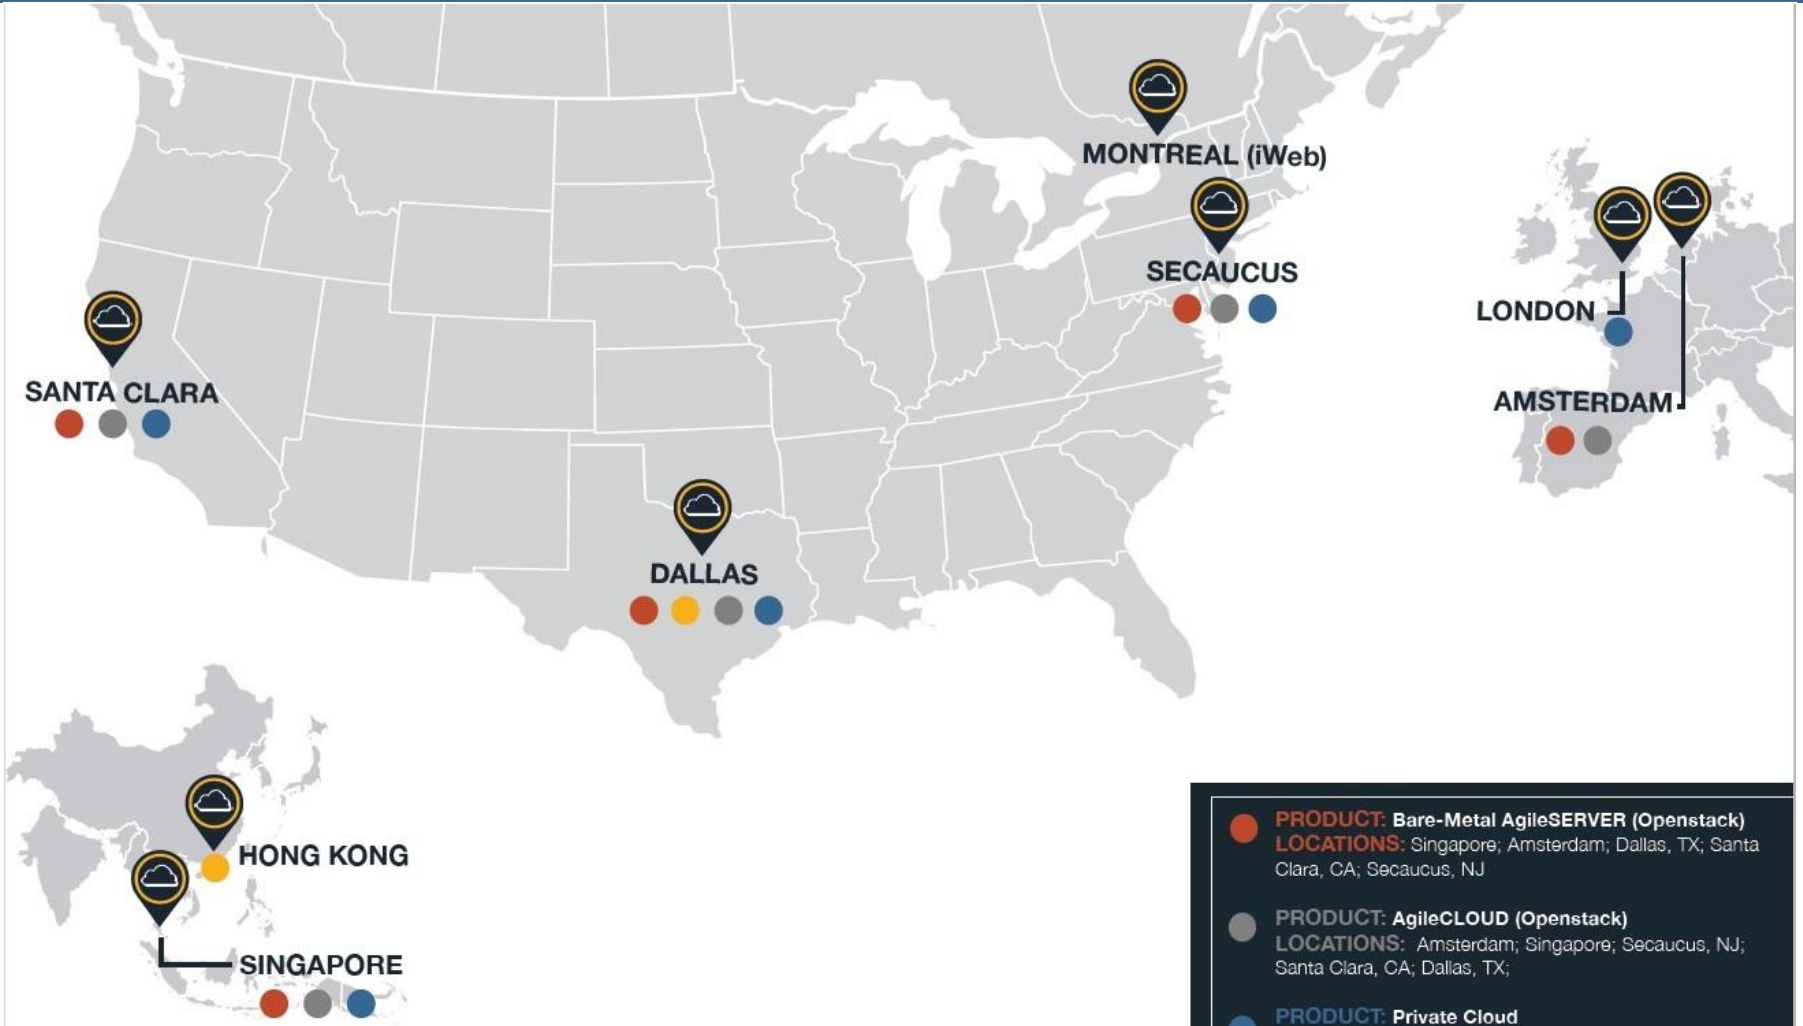 MONTREAL (iWeb)
SECAUCUS
LONDON
SANTA CLARA
AMSTERDAM
DALLAS
HONG KONG
SINGAPORE
PRODUCT: Bare-Metal AgileSERVER (Openstack)
LOCATIONS: Singapore; Amsterdam; Dallas, TX; Santa
Clara, CA; Secaucus, NJ
PRODUCT: AgileCLOUD (Openstack)
LOCATIONS: Amsterdam; Singapore; Secaucus, NJ;
Santa Clara, CA; Dallas, TX;
PRODUCT: Private Cloud